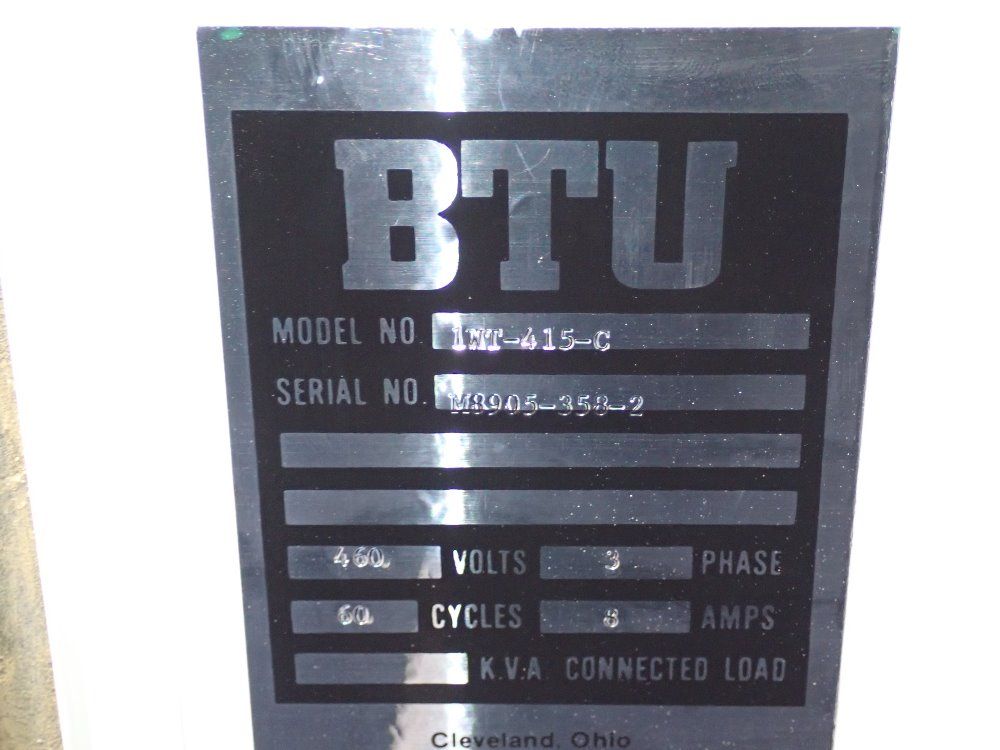 BTU
MODEL NO. 1WT-415-C
SERIAL NO. M8905-358-2
460 VOLTS 3 PHASE
60 CYCLES 8 AMPS
K.V.A. CONNECTED LOAD
Cleveland, Ohio